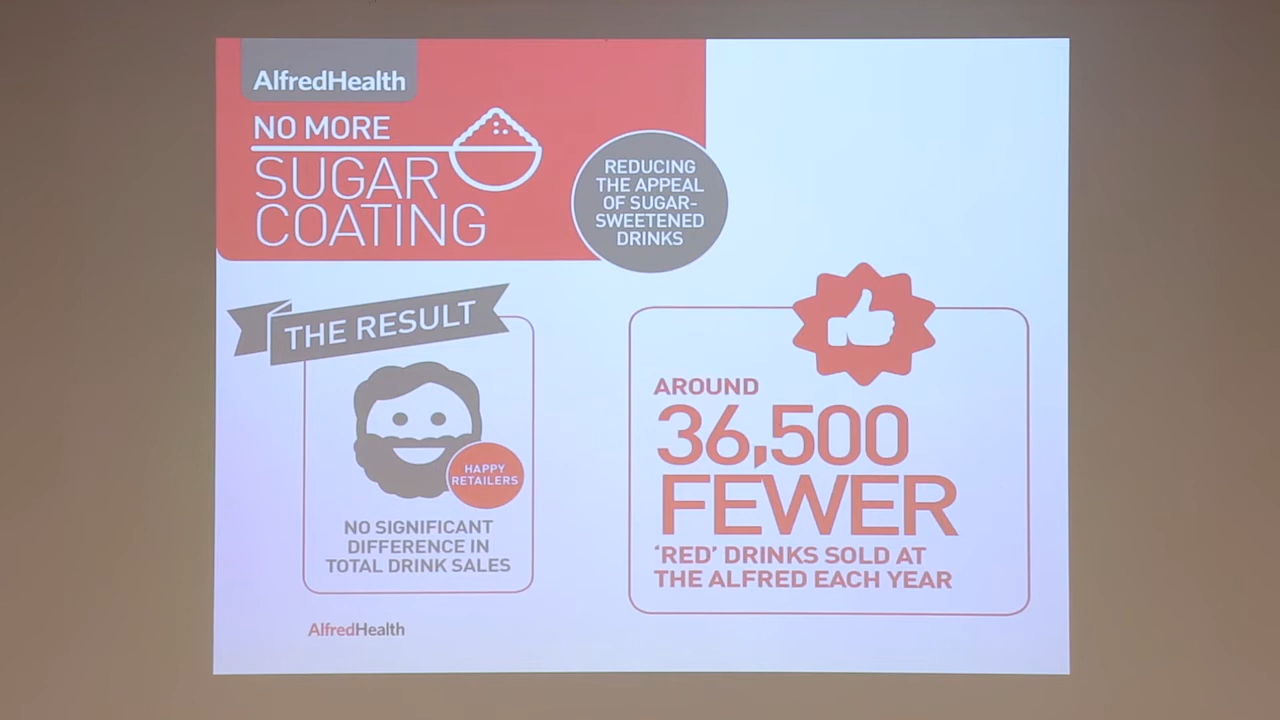 AlfredHealth
NO MORE
SUGAR
COATING
REDUCING
THE APPEAL
OF SUGAR-
SWEETENED
DRINKS
THE RESULT
HAPPY
RETAILERS
NO SIGNIFICANT
DIFFERENCE IN
TOTAL DRINK SALES
AROUND
36,500
FEWER
‘RED’ DRINKS SOLD AT
THE ALFRED EACH YEAR
AlfredHealth